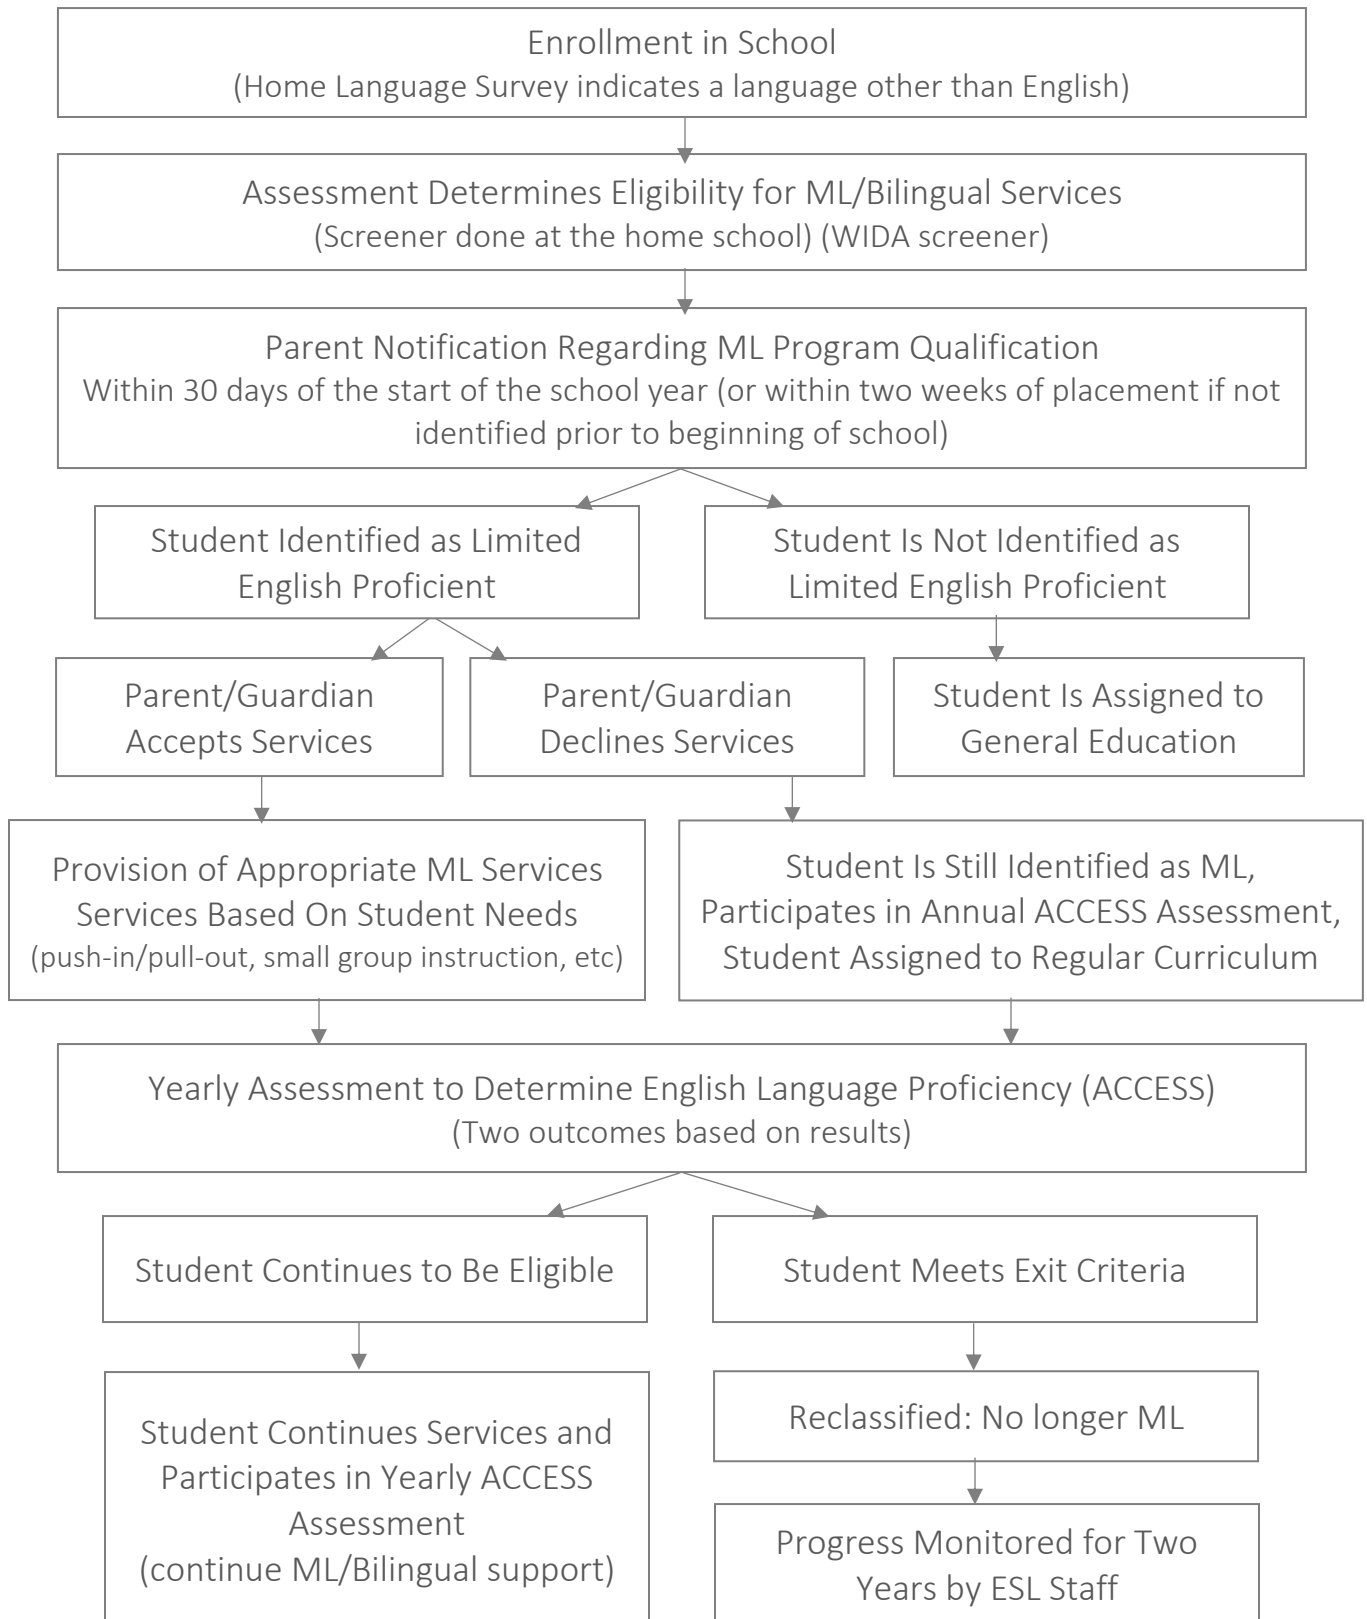 Enrollment in School
(Home Language Survey indicates a language other than English)
Assessment Determines Eligibility for ML/Bilingual Services
(Screener done at the home school) (WIDA screener)
Parent Notification Regarding ML Program Qualification
Within 30 days of the start of the school year (or within two weeks of placement if not
identified prior to beginning of school)
Student Identified as Limited
English Proficient
Student Is Not Identified as
Limited English Proficient
Parent/Guardian
Accepts Services
Parent/Guardian
Declines Services
Student Is Assigned to
General Education
Provision of Appropriate ML Services
Services Based On Student Needs
(push-in/pull-out, small group instruction, etc)
Student Is Still Identified as ML,
Participates in Annual ACCESS Assessment,
Student Assigned to Regular Curriculum
Yearly Assessment to Determine English Language Proficiency (ACCESS)
(Two outcomes based on results)
Student Continues to Be Eligible
Student Meets Exit Criteria
Student Continues Services and
Participates in Yearly ACCESS
Assessment
(continue ML/Bilingual support)
Reclassified: No longer ML
Progress Monitored for Two
Years by ESL Staff